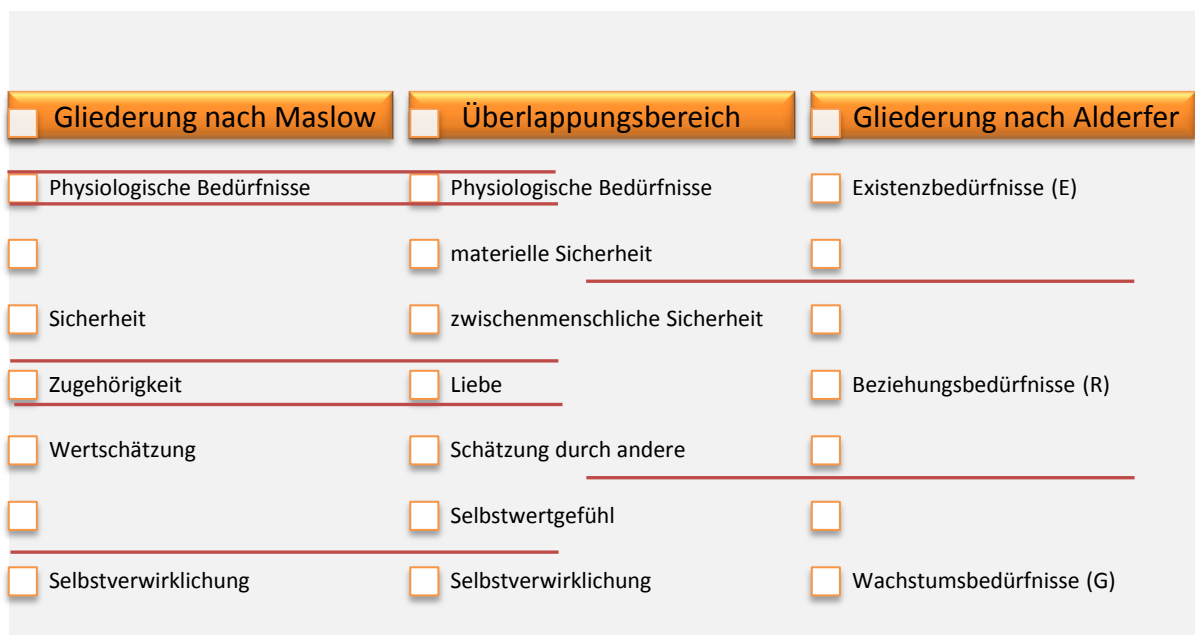 Gliederung nach Maslow
Physiologische Bedürfnisse
Sicherheit
Zugehörigkeit
Wertschätzung
Selbstverwirklichung
Überlappungsbereich
Physiologische Bedürfnisse
materielle Sicherheit
zwischenmenschliche Sicherheit
Liebe
Schätzung durch andere
Selbstwertgefühl
Selbstverwirklichung
Gliederung nach Alderfer
Existenzbedürfnisse (E)
Beziehungsbedürfnisse (R)
Wachstumsbedürfnisse (G)